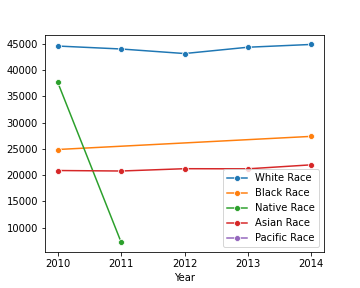 45000
40000
35000
30000
25000
20000
15000
10000
2010 2011 2012 2013 2014
Year
White Race
Black Race
Native Race
Asian Race
Pacific Race